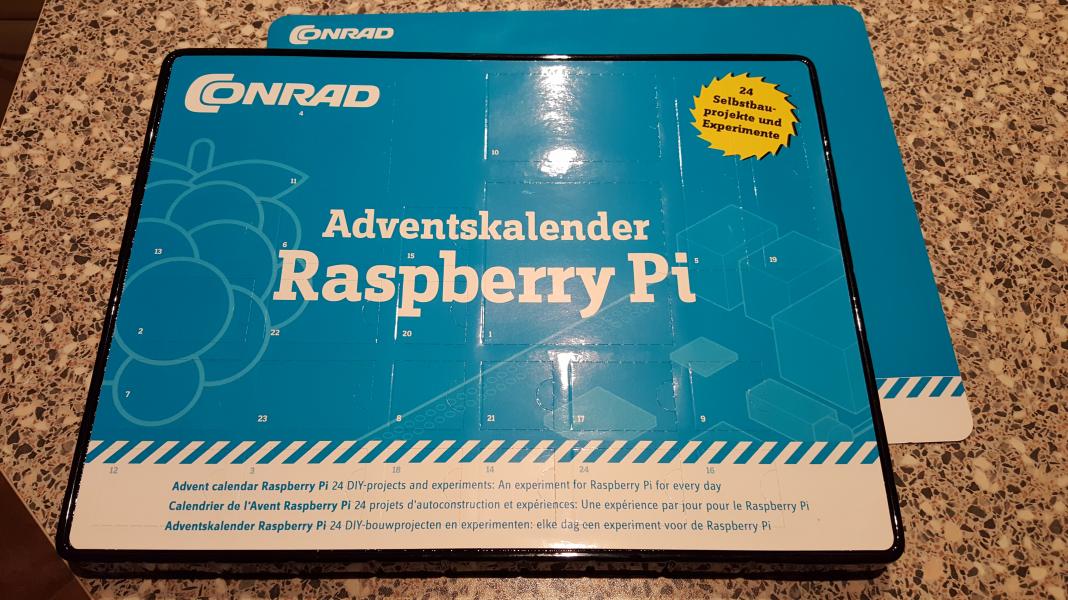 CONRAD
CONRAD
4
24
Selbstbau-
projekte und
Experimente
10
11
Adventskalender
13
6
15
5
19
Raspberry Pi
2
22
20
1
7
23
8
21
17
9
12
3
18
14
24
16
Advent calendar Raspberry Pi 24 DIY-projects and experiments: An experiment for Raspberry Pi for every day
Calendrier de l'Avent Raspberry Pi 24 projets d'autoconstruction et expériences: Une expérience par jour pour le Raspberry Pi
Adventskalender Raspberry Pi 24 DIY-bouwprojecten en experimenten: elke dag een experiment voor de Raspberry Pi